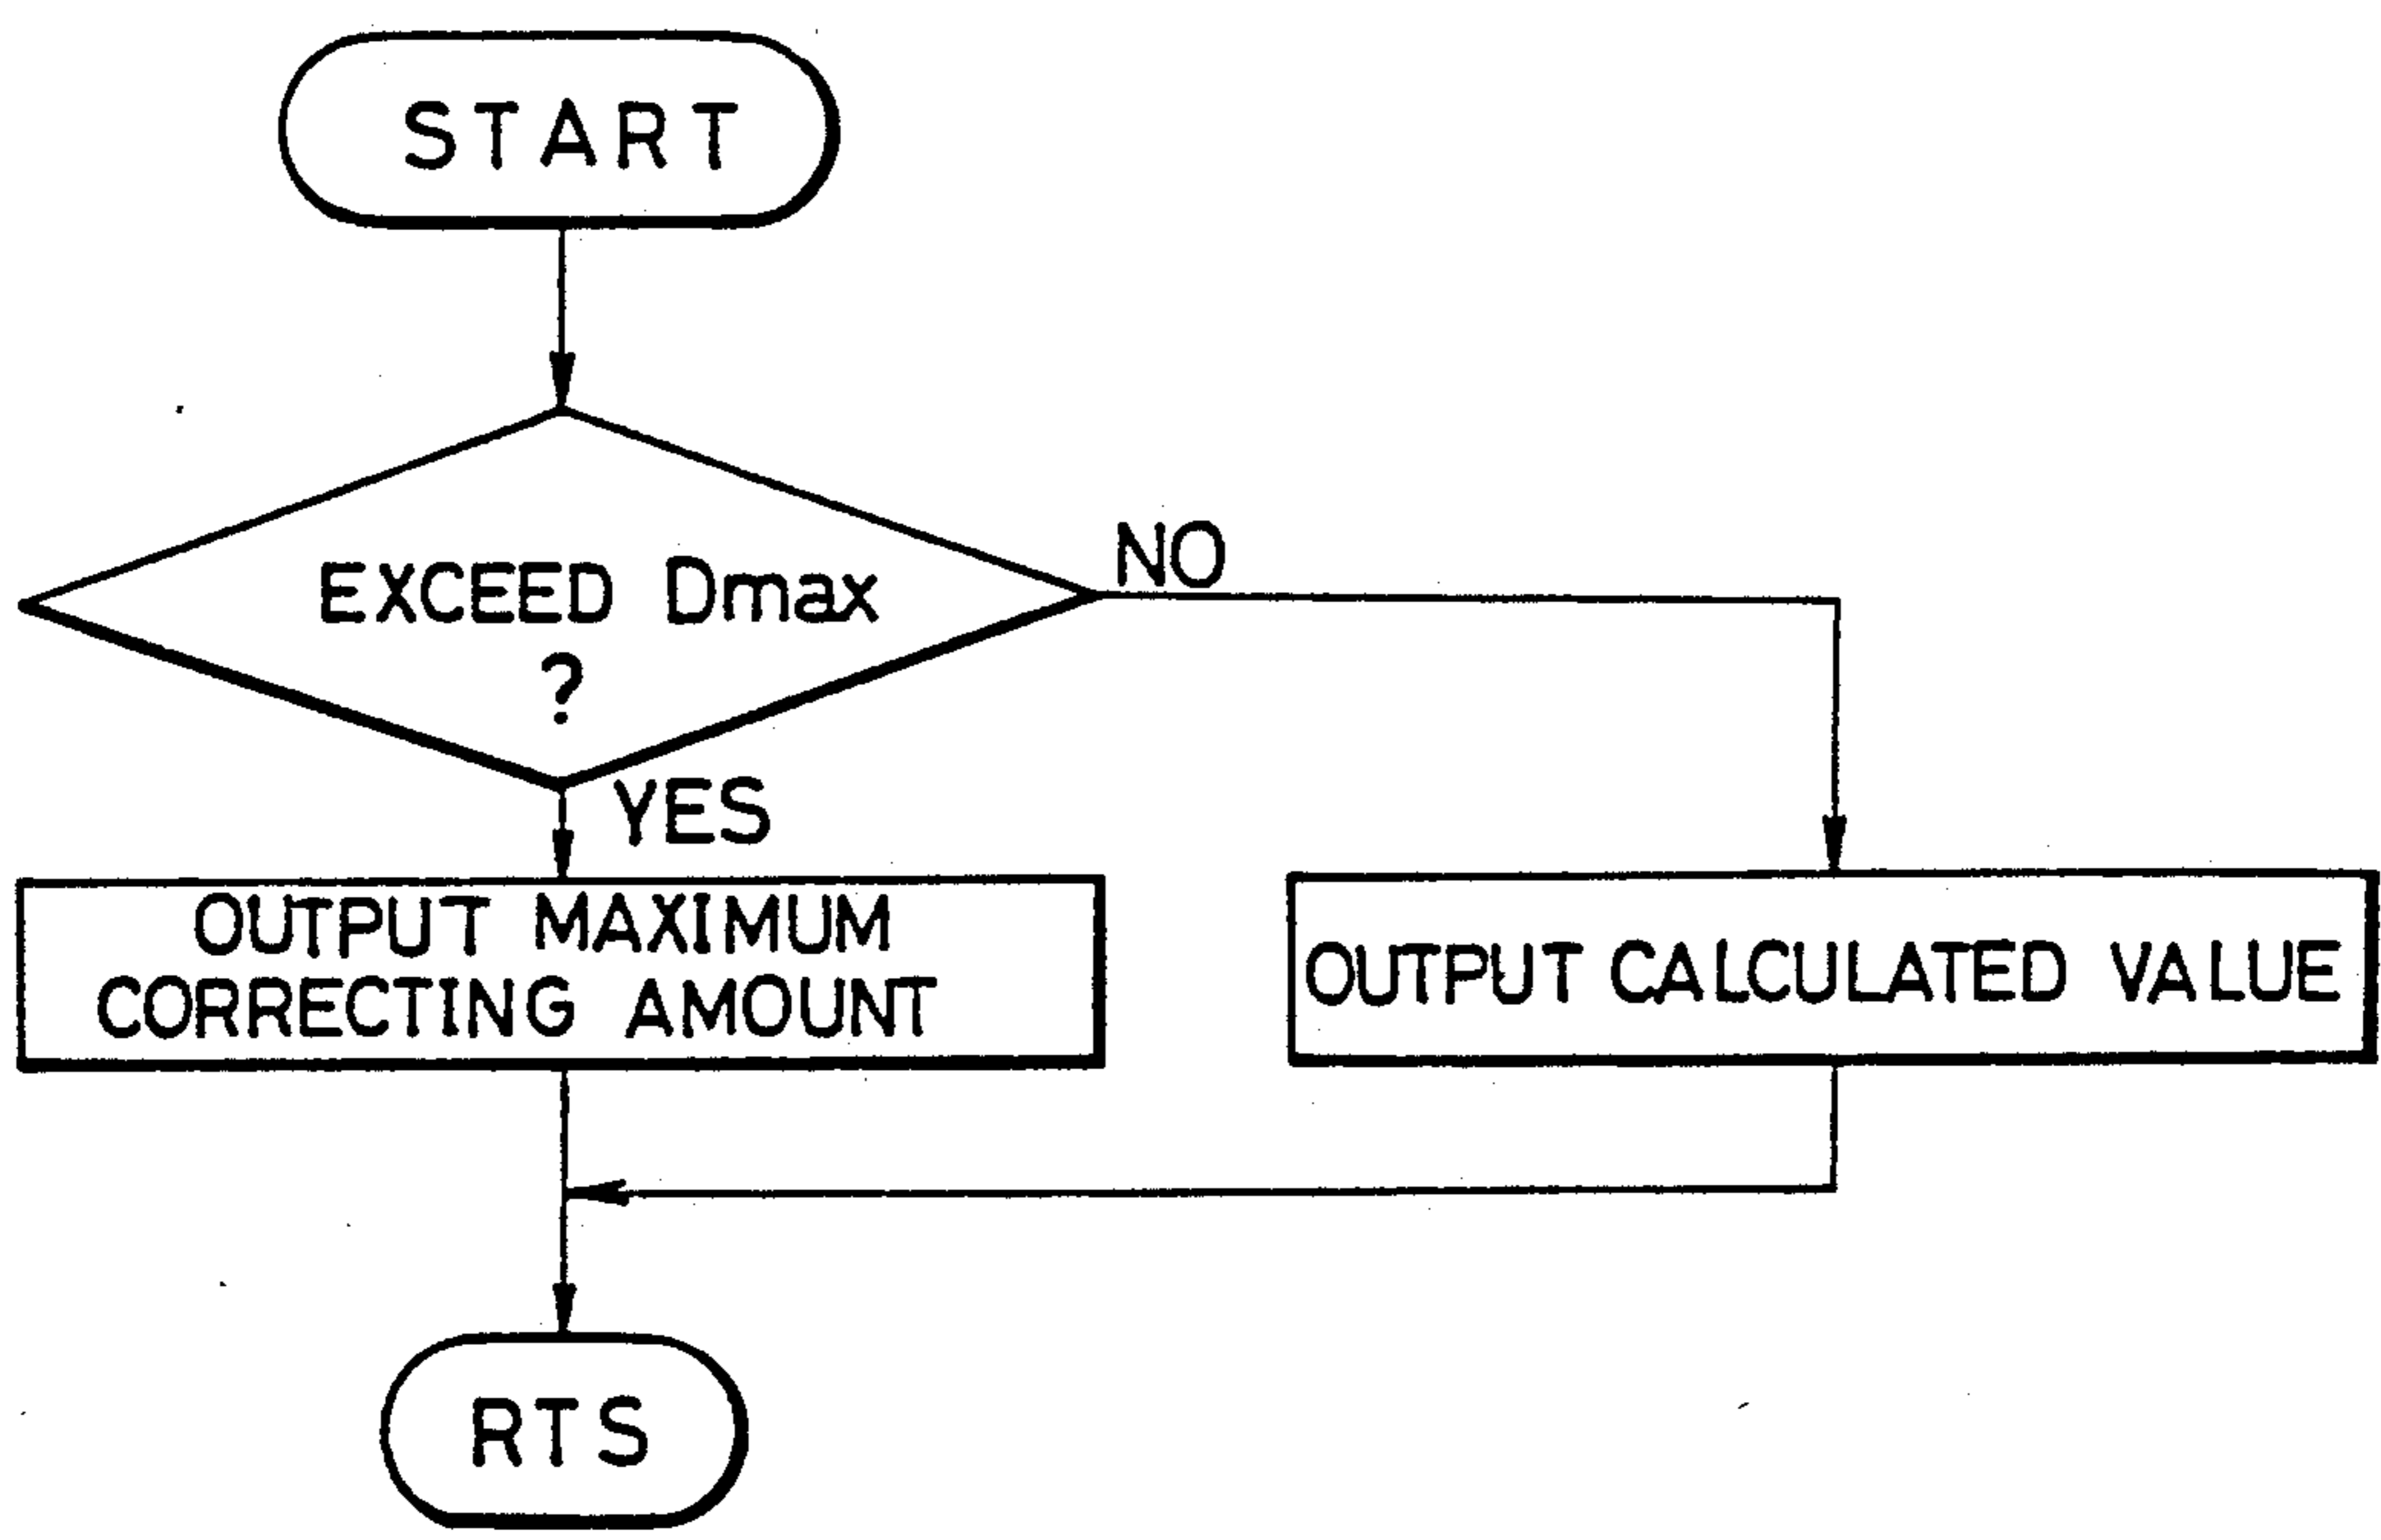 START
EXCEED Dmax
?
NO
YES
OUTPUT MAXIMUM
CORRECTING AMOUNT
OUTPUT CALCULATED VALUE
RTS